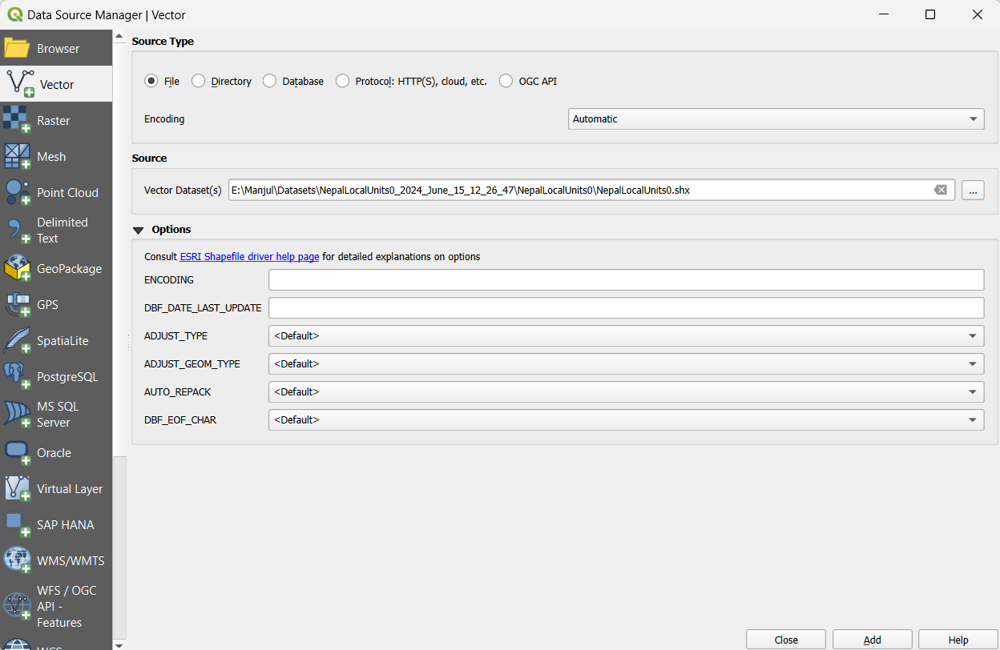 Data Source Manager | Vector
Browser
Vector
Raster
Mesh
Point Cloud
Delimited
Text
GeoPackage
GPS
SpatiaLite
PostgreSQL
MS SQL
Server
Oracle
Virtual Layer
SAP HANA
WMS/WMTS
WFS / OGC
API -
Features
WCS
Source Type
File Directory Database Protocol: HTTP(S), cloud, etc. OGC API
Encoding Automatic
Source
Vector Dataset(s) E:\Manjul\Datasets\NepalLocalUnits0_2024_June_15_12_26_47\NepalLocalUnits0\NepalLocalUnits0.shx ...
Options
Consult ESRI Shapefile driver help page for detailed explanations on options
ENCODING
DBF_DATE_LAST_UPDATE
ADJUST_TYPE <Default>
ADJUST_GEOM_TYPE <Default>
AUTO_REPACK <Default>
DBF_EOF_CHAR <Default>
Close Add Help